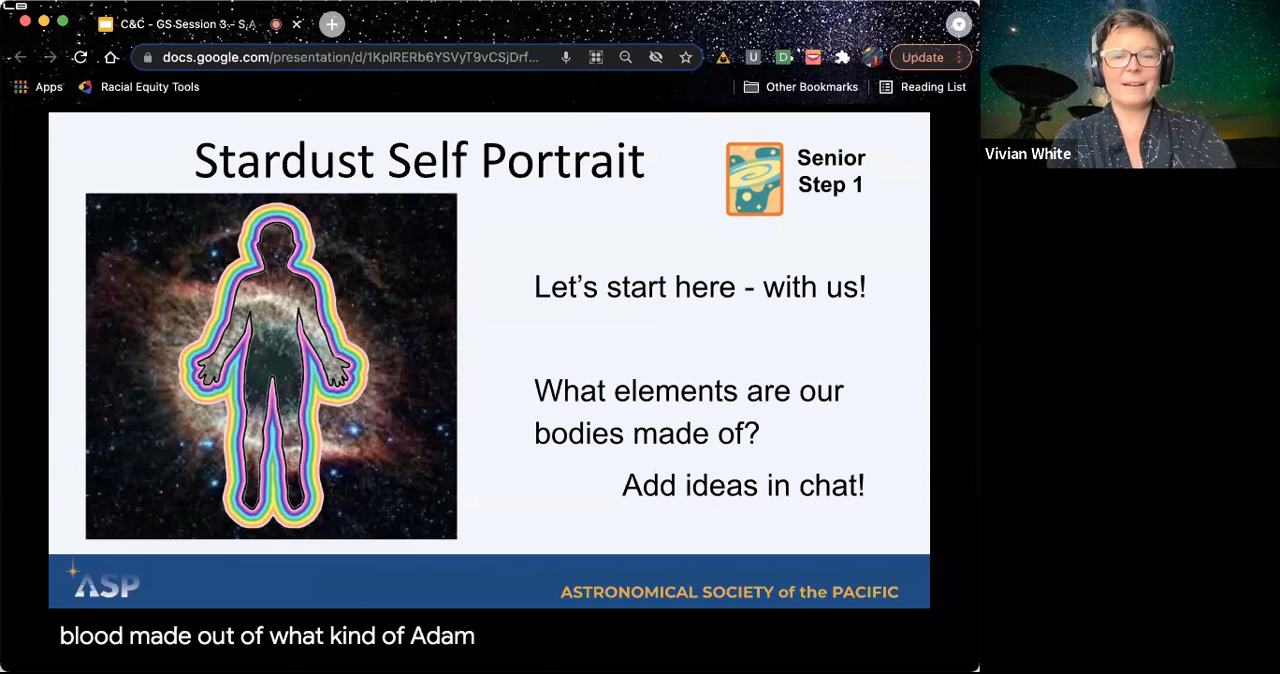 C&C - GS Session 3 - S,A
docs.google.com/presentation/d/1KpIRERb6YSVyT9vCSjDrf...
Update
Apps
Racial Equity Tools
Other Bookmarks
Reading List
Vivian White
Stardust Self Portrait
Senior
Step 1
Let's start here - with us!
What elements are our
bodies made of?
Add ideas in chat!
ASP
ASTRONOMICAL SOCIETY of the PACIFIC
blood made out of what kind of Adam